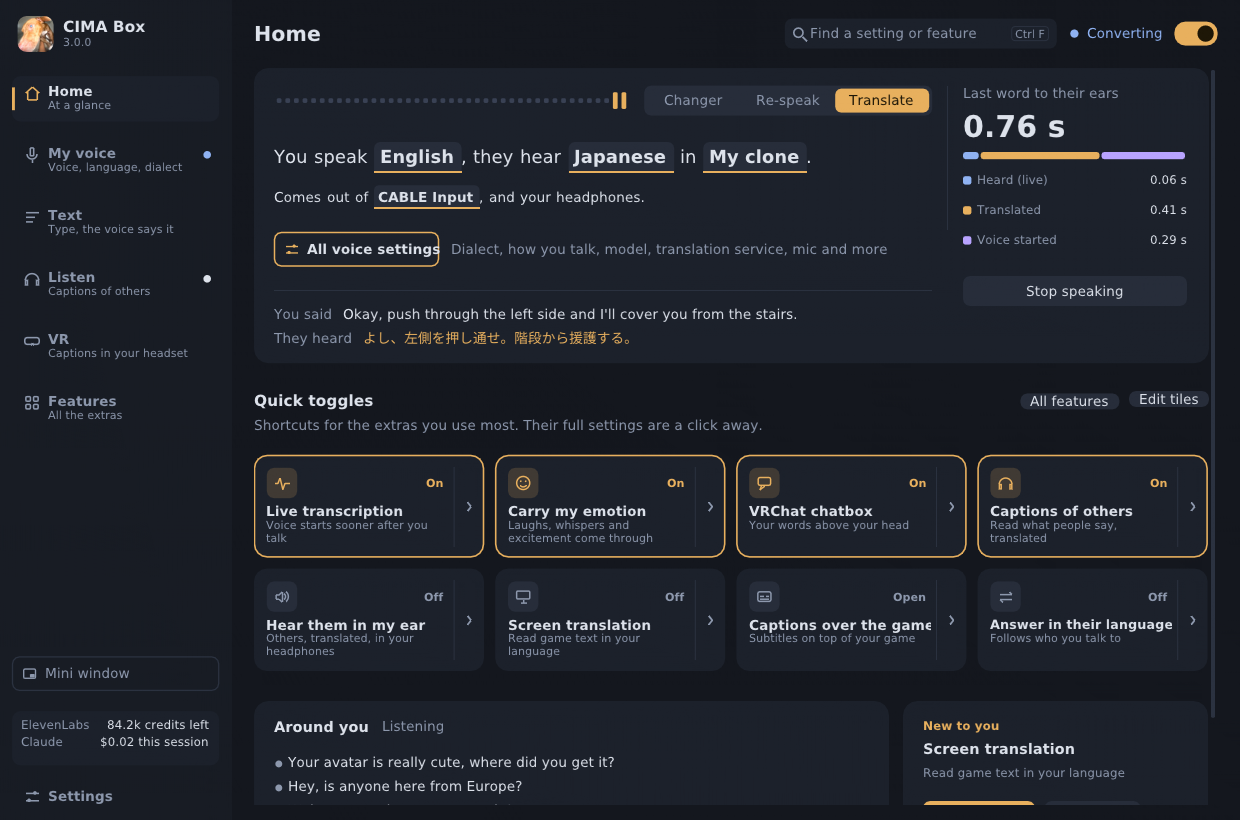 CIMA Box
3.0.0
Home
At a glance
My voice
Voice, language, dialect
Text
Type, the voice says it
Listen
Captions of others
VR
Captions in your headset
Features
All the extras
Mini window
ElevenLabs 84.2k credits left
Claude $0.02 this session
Settings
Home
Find a setting or feature Ctrl F
Converting
Changer Re-speak Translate
You speak English, they hear Japanese in My clone.
Comes out of CABLE Input, and your headphones.
All voice settings Dialect, how you talk, model, translation service, mic and more
You said Okay, push through the left side and I'll cover you from the stairs.
They heard よし、左側を押し通せ。階段から援護する。
Last word to their ears
0.76 s
Heard (live) 0.06 s
Translated 0.41 s
Voice started 0.29 s
Stop speaking
Quick toggles
All features Edit tiles
Shortcuts for the extras you use most. Their full settings are a click away.
On
Live transcription
Voice starts sooner after you
talk
On
Carry my emotion
Laughs, whispers and
excitement come through
On
VRChat chatbox
Your words above your head
On
Captions of others
Read what people say,
translated
Off
Hear them in my ear
Others, translated, in your
headphones
Off
Screen translation
Read game text in your
language
Open
Captions over the game
Subtitles on top of your game
Off
Answer in their language
Follows who you talk to
Around you Listening
Your avatar is really cute, where did you get it?
Hey, is anyone here from Europe?
New to you
Screen translation
Read game text in your language